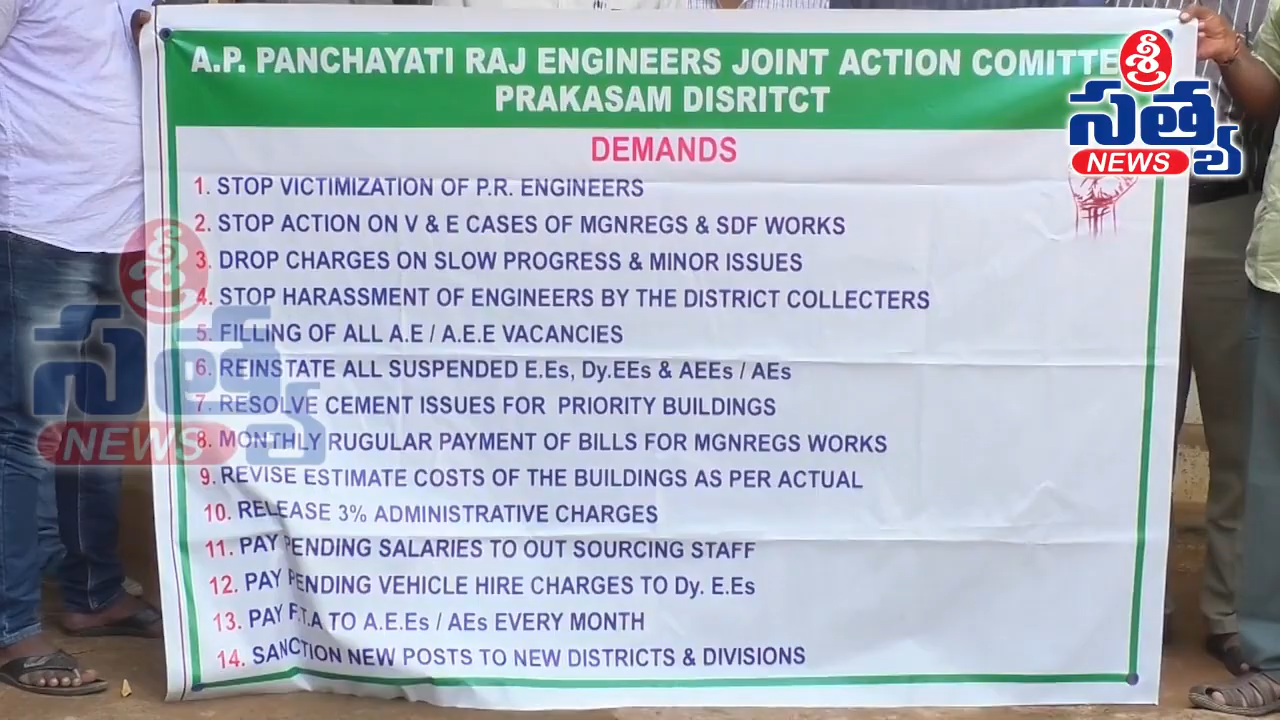 A.P. PANCHAYATI RAJ ENGINEERS JOINT ACTION COMITTE
PRAKASAM DISRITCT
శ్రీ
సత్య
NEWS
DEMANDS
1. STOP VICTIMIZATION OF P.R. ENGINEERS
2. STOP ACTION ON V & E CASES OF MGNREGS & SDF WORKS
3. DROP CHARGES ON SLOW PROGRESS & MINOR ISSUES
4. STOP HARASSMENT OF ENGINEERS BY THE DISTRICT COLLECTERS
5. FILLING OF ALL A.E / A.E.E VACANCIES
6. REINSTATE ALL SUSPENDED E.Es, Dy.EEs & AEEs / AEs
7. RESOLVE CEMENT ISSUES FOR PRIORITY BUILDINGS
8. MONTHLY RUGULAR PAYMENT OF BILLS FOR MGNREGS WORKS
9. REVISE ESTIMATE COSTS OF THE BUILDINGS AS PER ACTUAL
10. RELEASE 3% ADMINISTRATIVE CHARGES
11. PAY PENDING SALARIES TO OUT SOURCING STAFF
12. PAY PENDING VEHICLE HIRE CHARGES TO Dy. E.Es
13. PAY F.T.A TO A.E.Es / AEs EVERY MONTH
14. SANCTION NEW POSTS TO NEW DISTRICTS & DIVISIONS
శ్రీ
సత్య
NEWS